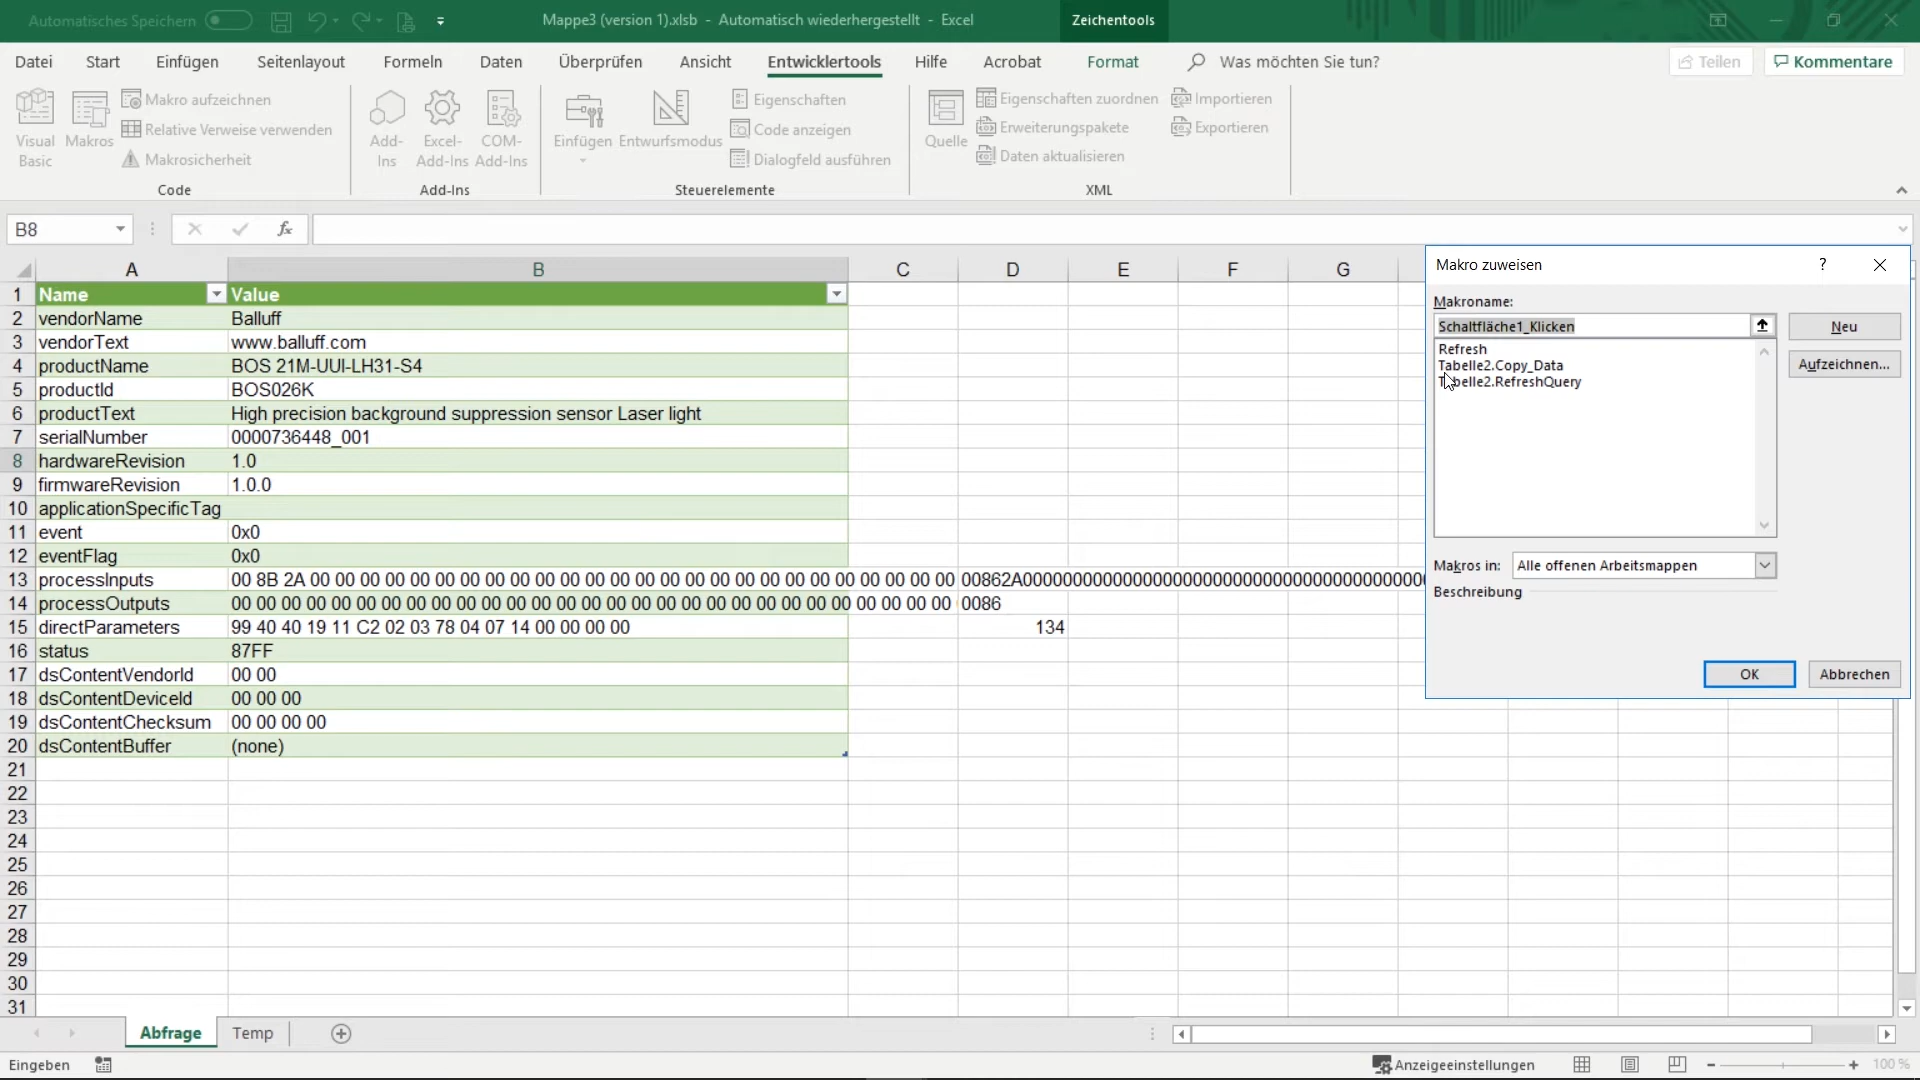 Automatisches Speichern
Mappe3 (version 1).xlsb - Automatisch wiederhergestellt - Excel
Zeichentools
Datei Start Einfügen Seitenlayout Formeln Daten Überprüfen Ansicht Entwicklertools Hilfe Acrobat Format Was möchten Sie tun? Teilen Kommentare
Visual Basic
Makros
Makro aufzeichnen
Relative Verweise verwenden
Makrosicherheit
Code
Add-Ins
Excel-Add-Ins
COM-Add-Ins
Add-Ins
Einfügen
Entwurfsmodus
Eigenschaften
Code anzeigen
Dialogfeld ausführen
Steuerelemente
Quelle
Eigenschaften zuordnen
Erweiterungspakete
Daten aktualisieren
Importieren
Exportieren
XML
B8 fx
A B C D E F G
1 Name Value
2 vendorName Balluff
3 vendorText www.balluff.com
4 productName BOS 21M-UUI-LH31-S4
5 productId BOS026K
6 productText High precision background suppression sensor Laser light
7 serialNumber 0000736448_001
8 hardwareRevision 1.0
9 firmwareRevision 1.0.0
10 applicationSpecificTag
11 event 0x0
12 eventFlag 0x0
13 processInputs 00 8B 2A 00 00 00 00 00 00 00 00 00 00 00 00 00 00 00 00 00 00 00 00 00 00 00 00 00 00
14 processOutputs 00 00 00 00 00 00 00 00 00 00 00 00 00 00 00 00 00 00 00 00 00 00 00 00 00 00 00 00 00 0086
15 directParameters 99 40 40 19 11 C2 02 03 78 04 07 14 00 00 00 00 134
16 status 87FF
17 dsContentVendorId 00 00
18 dsContentDeviceId 00 00 00
19 dsContentChecksum 00 00 00 00
20 dsContentBuffer (none)
21
22
23
24
25
26
27
28
29
30
31
Makro zuweisen ?
Makroname:
Schaltfläche1_Klicken
Neu
Refresh
Tabelle2.Copy_Data
Tabelle2.RefreshQuery
Aufzeichnen...
Makros in: Alle offenen Arbeitsmappen
Beschreibung
OK Abbrechen
Abfrage Temp
Eingeben
Anzeigeeinstellungen
100 %